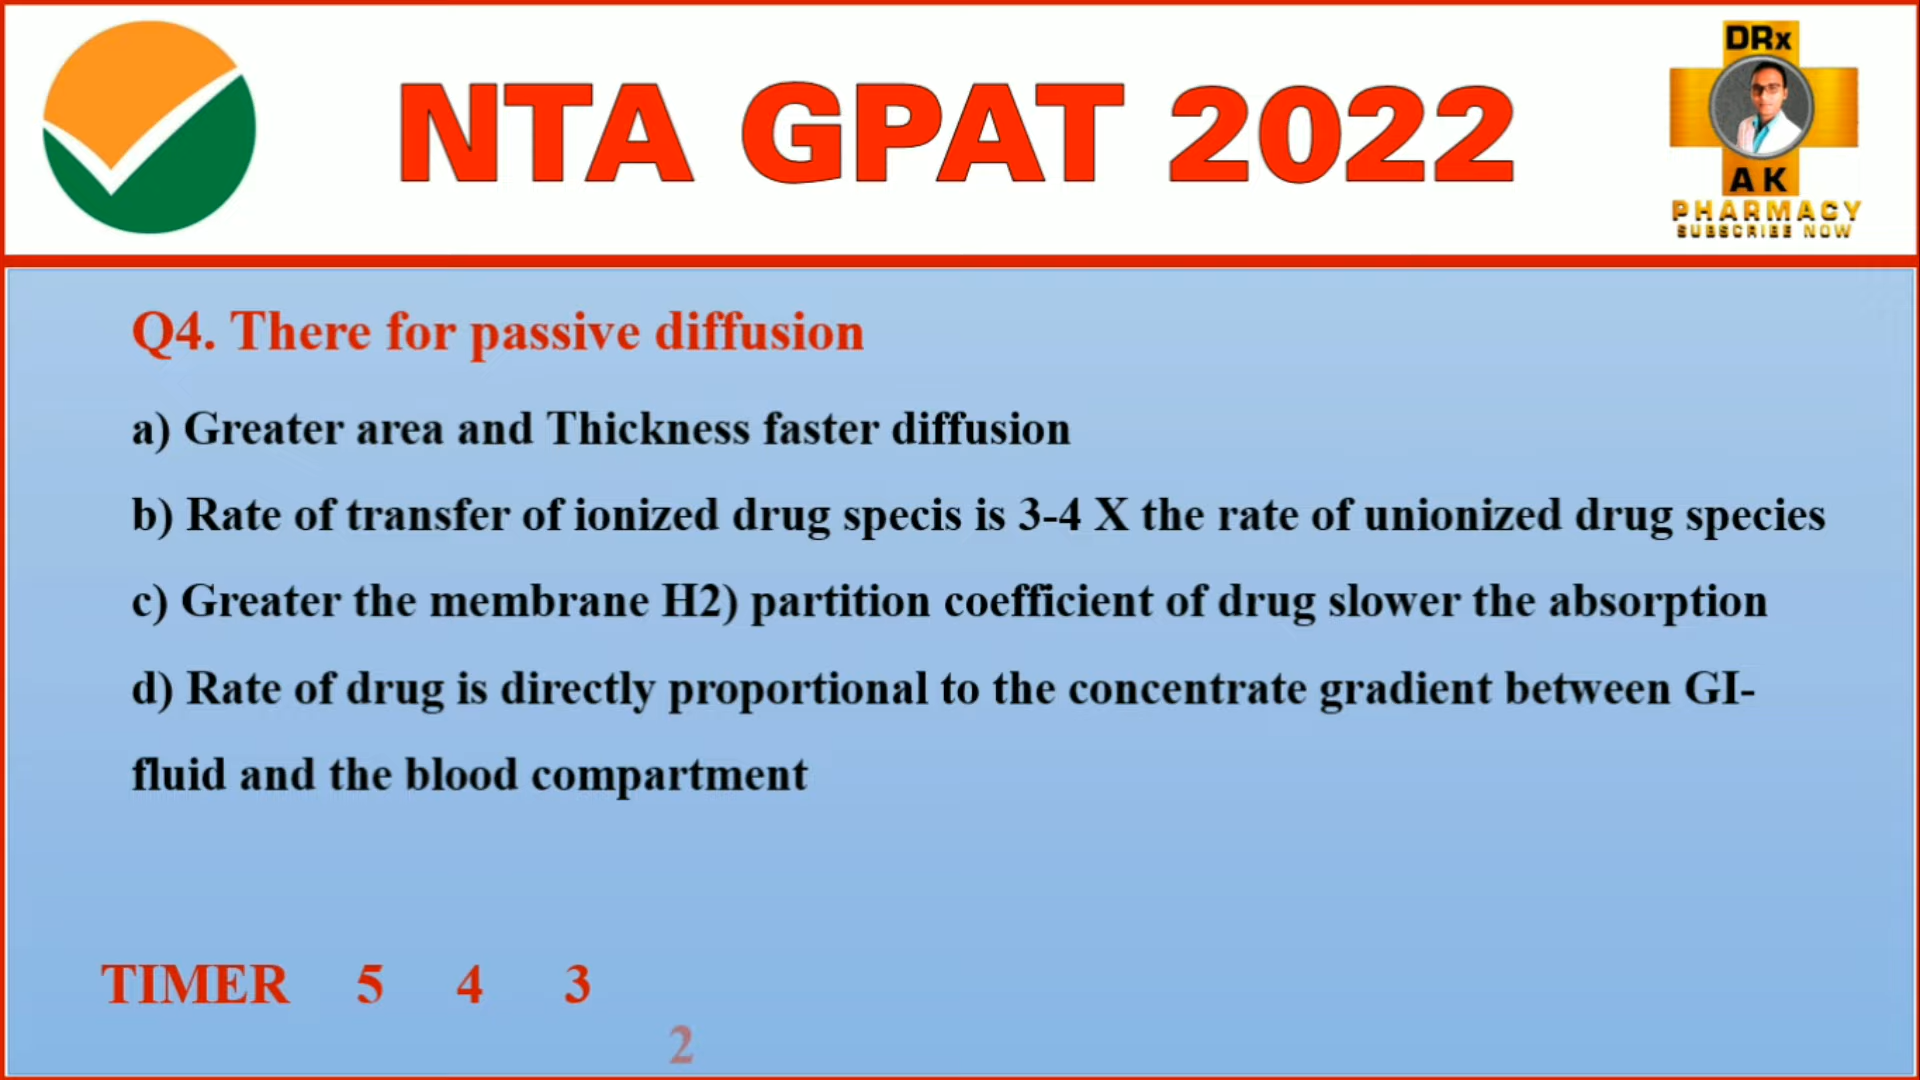 NTA GPAT 2022
DRx
AK
PHARMACY
SUBSCRIBE NOW
Q4. There for passive diffusion
a) Greater area and Thickness faster diffusion
b) Rate of transfer of ionized drug specis is 3-4 X the rate of unionized drug species
c) Greater the membrane H2) partition coefficient of drug slower the absorption
d) Rate of drug is directly proportional to the concentrate gradient between GI-
fluid and the blood compartment
TIMER 5 4 3
2